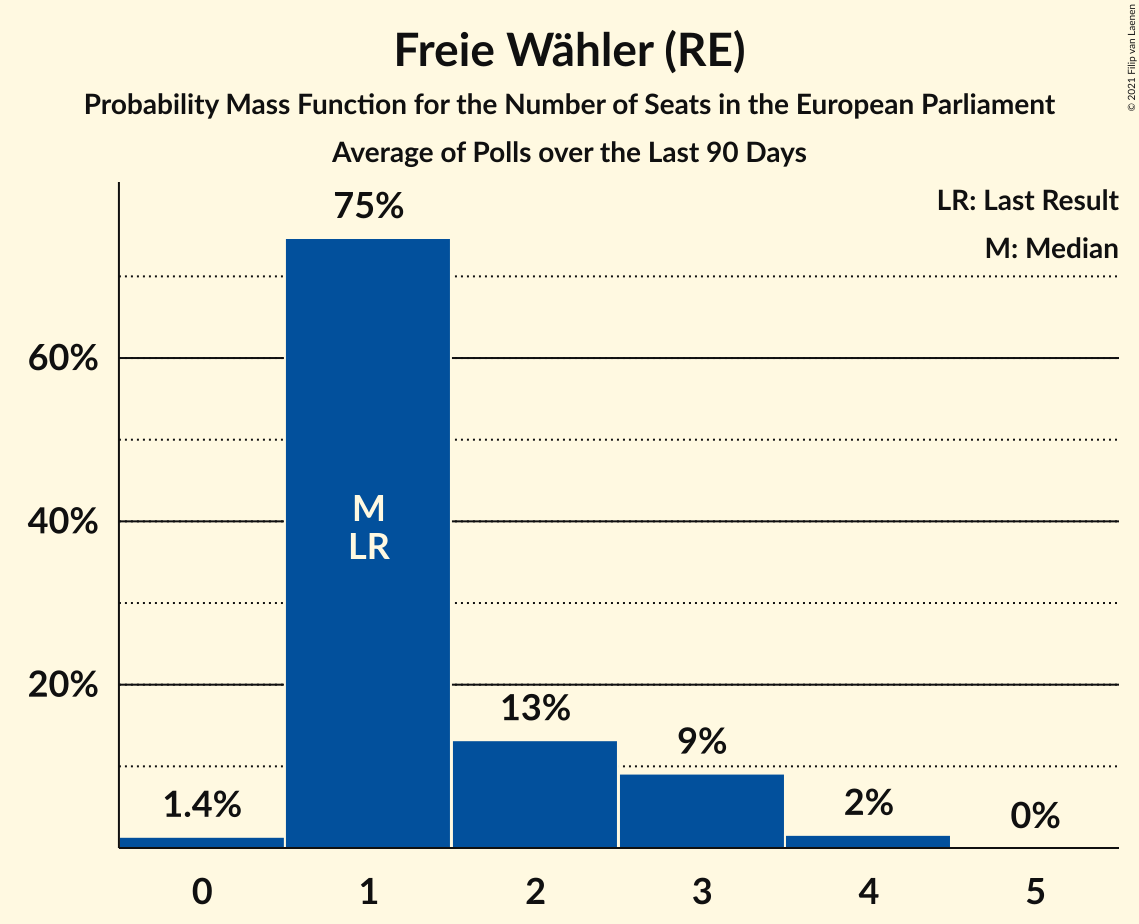 Freie Wähler (RE)
Probability Mass Function for the Number of Seats in the European Parliament
Average of Polls over the Last 90 Days
© 2021 Filip van Laenen
LR: Last Result
M: Median
75%
60%
40%
20%
M
LR
1.4%
13%
9%
2%
0%
0 1 2 3 4 5